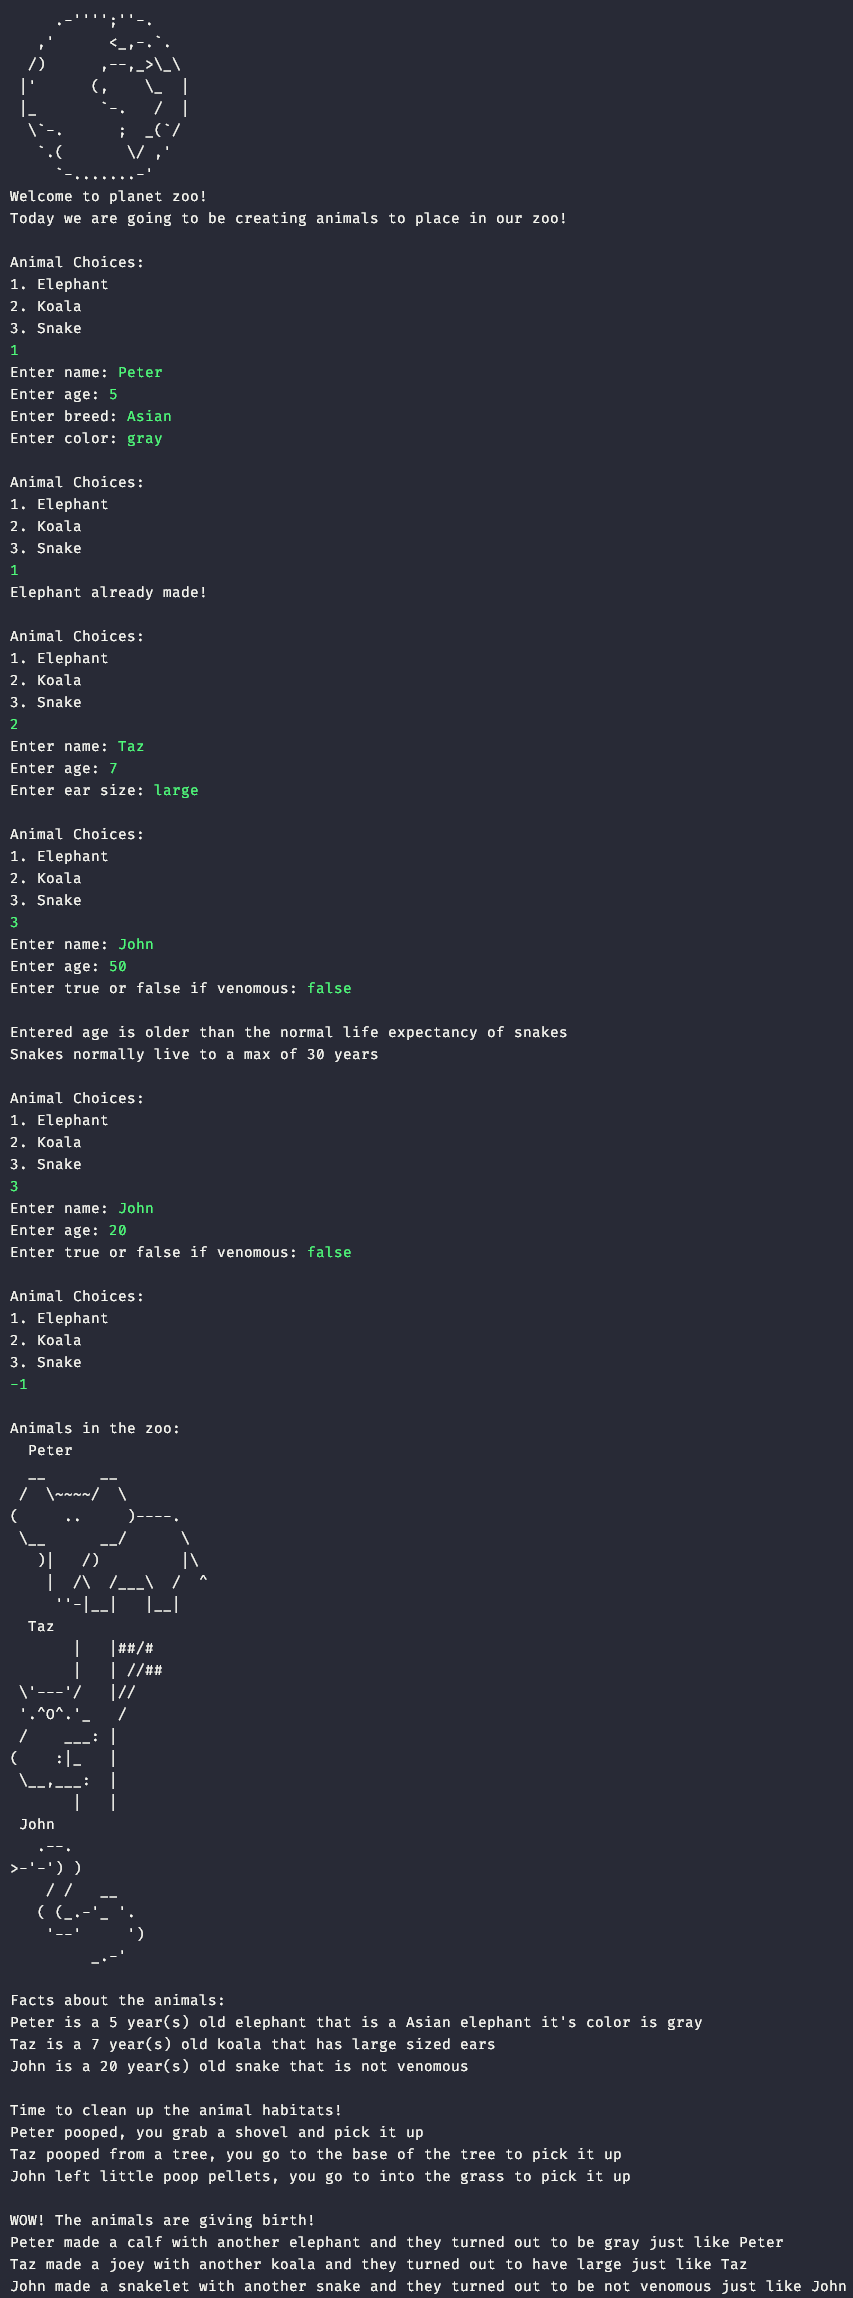 .-'''';''-.
   ,'      <_,-.`.
  /)      ,--,_>\_\
 |'      (,    \_  |
 |_       `-.   /  |
  \`-.      ;  _(`/
   `.(       \/ ,'
     `-.......-'
Welcome to planet zoo!
Today we are going to be creating animals to place in our zoo!

Animal Choices:
1. Elephant
2. Koala
3. Snake
1
Enter name: Peter
Enter age: 5
Enter breed: Asian
Enter color: gray

Animal Choices:
1. Elephant
2. Koala
3. Snake
1
Elephant already made!

Animal Choices:
1. Elephant
2. Koala
3. Snake
2
Enter name: Taz
Enter age: 7
Enter ear size: large

Animal Choices:
1. Elephant
2. Koala
3. Snake
3
Enter name: John
Enter age: 50
Enter true or false if venomous: false

Entered age is older than the normal life expectancy of snakes
Snakes normally live to a max of 30 years

Animal Choices:
1. Elephant
2. Koala
3. Snake
3
Enter name: John
Enter age: 20
Enter true or false if venomous: false

Animal Choices:
1. Elephant
2. Koala
3. Snake
-1

Animals in the zoo:
  Peter
  __      __
 /  \~~~~/  \
(     ..     )----.
 \__      __/      \
   )|   /)         |\
    |  /\  /___\  /  ^
     ''-|__|   |__|
  Taz
       |   |##/#
       |   | //##
 \'---'/   |//
 '.^o^.'_   /
 /    ___: |
(    :|_   |
 \__,___:  |
       |   |
 John
   .--.
>-'-') )
    / /   __
   ( (_.-'_ '.
    '--'     ')
         _.-'

Facts about the animals:
Peter is a 5 year(s) old elephant that is a Asian elephant it's color is gray
Taz is a 7 year(s) old koala that has large sized ears
John is a 20 year(s) old snake that is not venomous

Time to clean up the animal habitats!
Peter pooped, you grab a shovel and pick it up
Taz pooped from a tree, you go to the base of the tree to pick it up
John left little poop pellets, you go to into the grass to pick it up

WOW! The animals are giving birth!
Peter made a calf with another elephant and they turned out to be gray just like Peter
Taz made a joey with another koala and they turned out to have large just like Taz
John made a snakelet with another snake and they turned out to be not venomous just like John